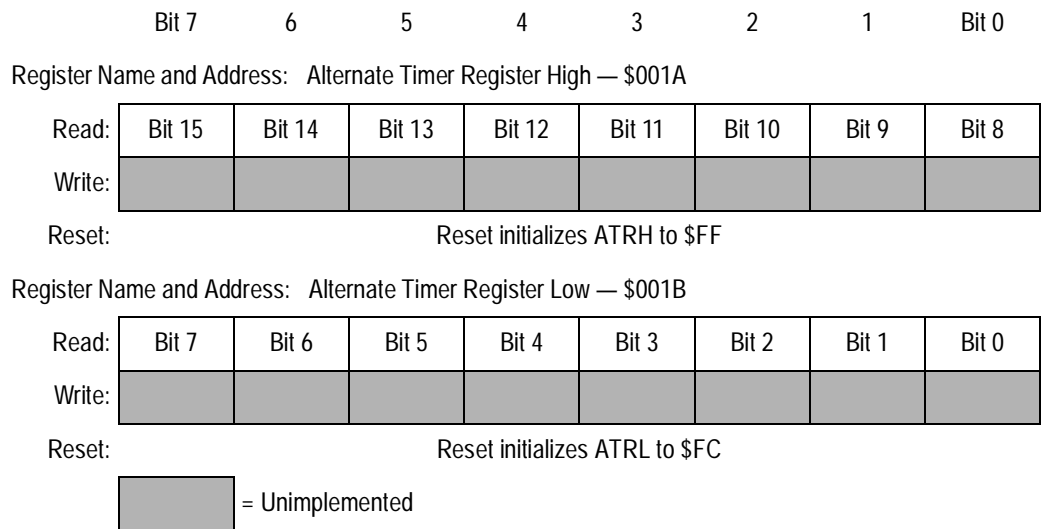 Bit 7 6 5 4 3 2 1 Bit 0
Register Name and Address: Alternate Timer Register High — $001A
Read: Bit 15 Bit 14 Bit 13 Bit 12 Bit 11 Bit 10 Bit 9 Bit 8
Write:
Reset: Reset initializes ATRH to $FF
Register Name and Address: Alternate Timer Register Low — $001B
Read: Bit 7 Bit 6 Bit 5 Bit 4 Bit 3 Bit 2 Bit 1 Bit 0
Write:
Reset: Reset initializes ATRL to $FC
= Unimplemented